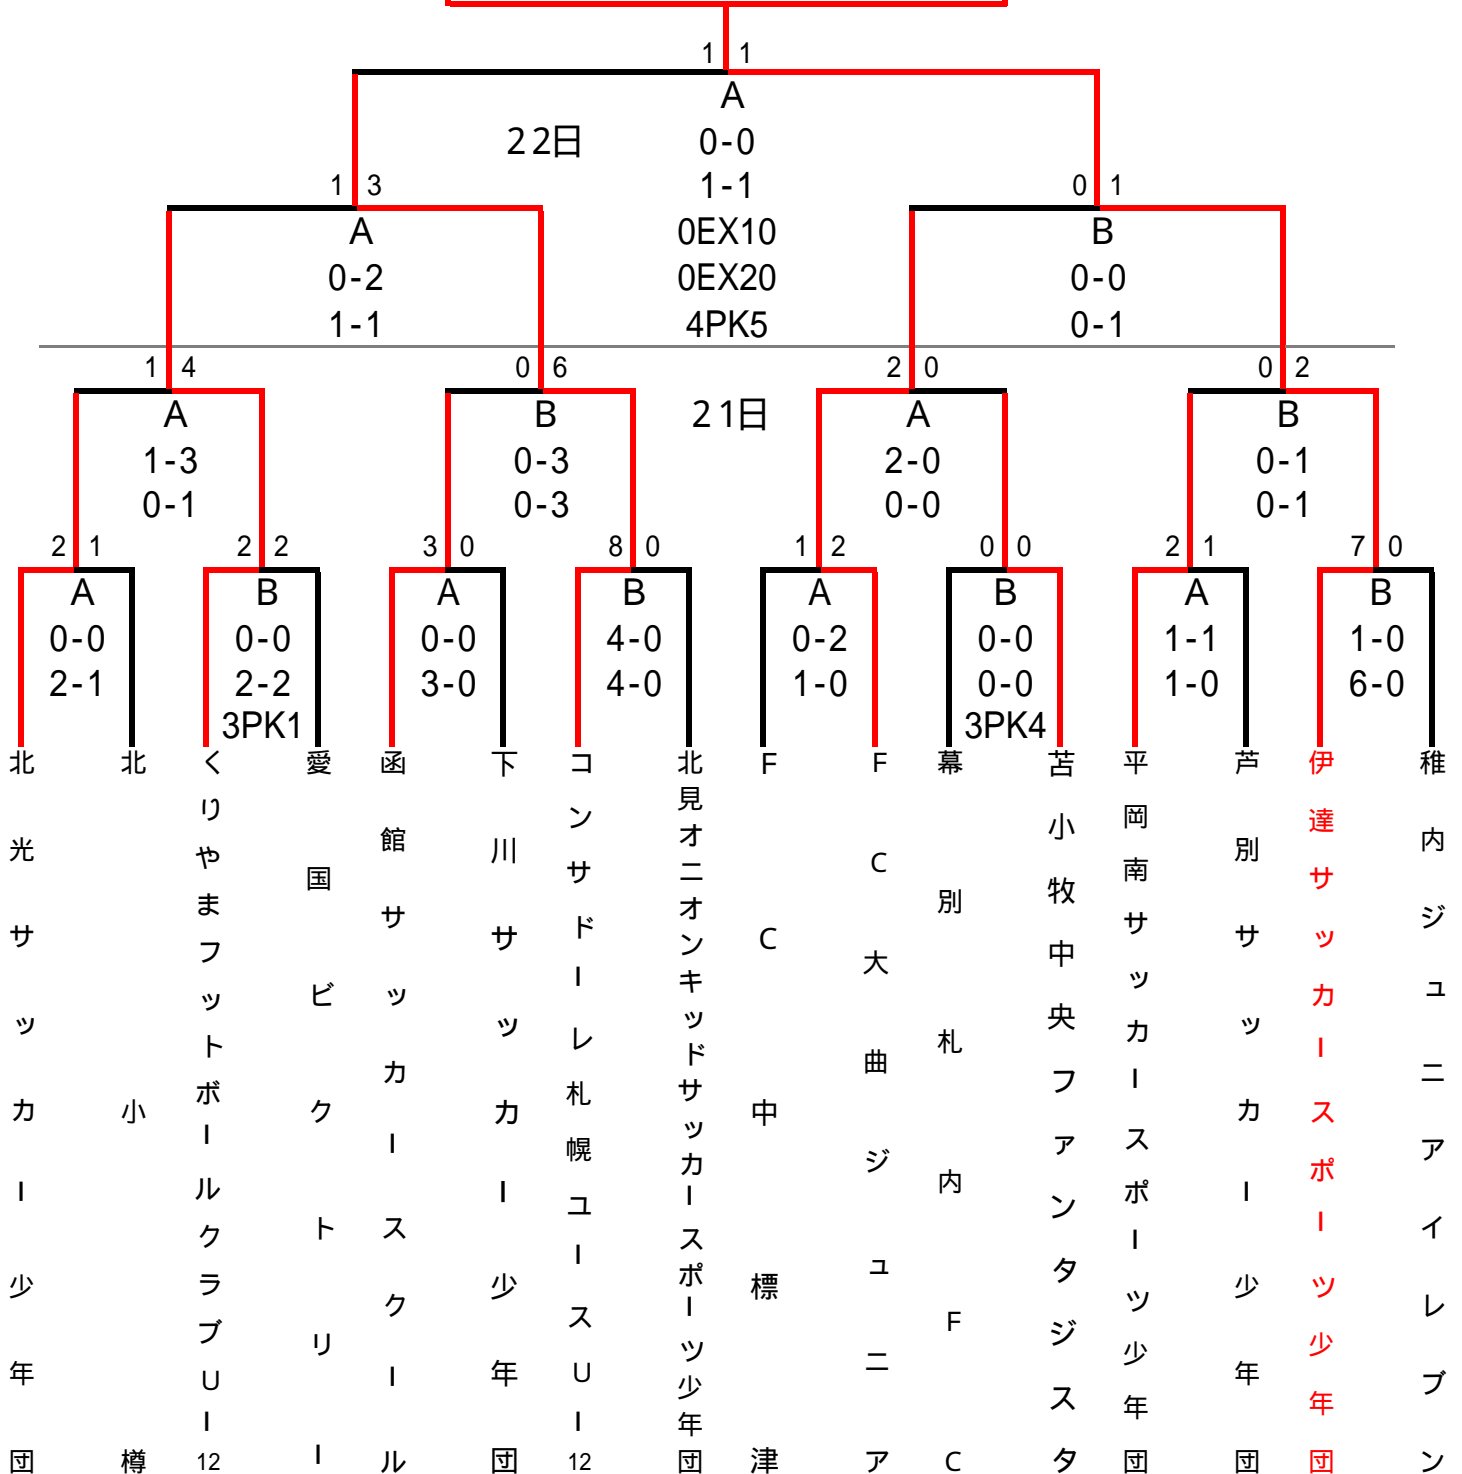 1 1
A
22日
0-0
1-1
0EX10
0EX20
4PK5
1 3
A
0-2
1-1
0 1
B
0-0
0-1
21日
1 4
A
1-3
0-1
0 6
B
0-3
0-3
2 0
A
2-0
0-0
0 2
B
0-1
0-1
2 1
A
0-0
2-1
2 2
B
0-0
2-2
3PK1
3 0
A
0-0
3-0
8 0
B
4-0
4-0
1 2
A
0-2
1-0
0 0
B
0-0
0-0
3PK4
2 1
A
1-1
1-0
7 0
B
1-0
6-0
北光サッカー少年団
北小樽
くりやまフットボールクラブUー12
愛国ビクトリー
函館サッカースクール
下川サッカー少年団
コンサドーレ札幌ユースUー12
北見オニオンキッドサッカースポーツ少年団
FC中標津
FC大曲ジュニア
幕別札内FC
苫小牧中央ファンタジスタ
平岡南サッカースポーツ少年団
芦別サッカー少年団
伊達サッカースポーツ少年団
稚内ジュニアイレブン